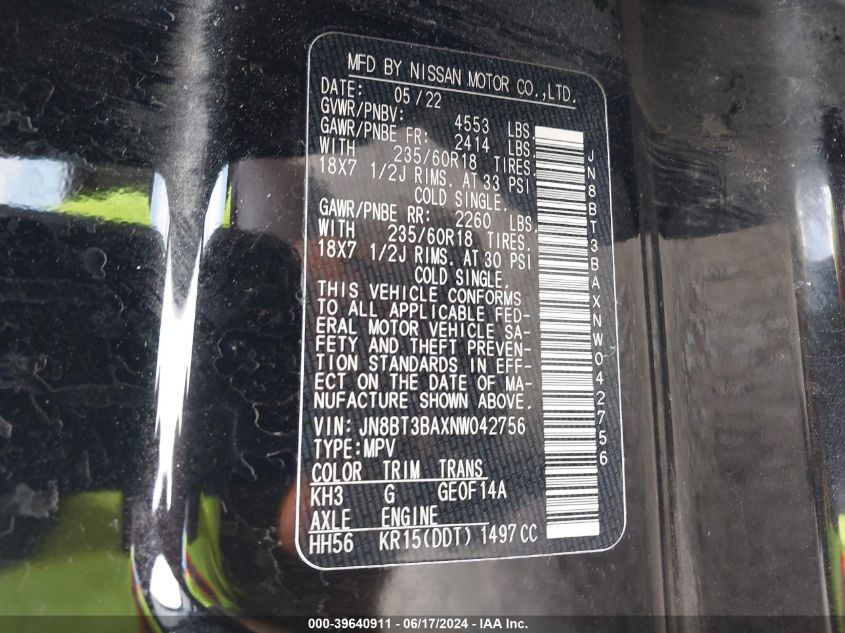 MFD BY NISSAN MOTOR CO.,LTD.
DATE: 05/22
GVWR/PNBV: 4553 LBS.
GAWR/PNBE FR: 2414 LBS.
WITH 235/60R18 TIRES.
18X7 1/2J RIMS. AT 33 PSI
COLD SINGLE.
GAWR/PNBE RR: 2260 LBS.
WITH 235/60R18 TIRES.
18X7 1/2J RIMS. AT 30 PSI
COLD SINGLE.
THIS VEHICLE CONFORMS
TO ALL APPLICABLE FED-
ERAL MOTOR VEHICLE SA-
FETY AND THEFT PREVEN-
TION STANDARDS IN EFF-
ECT ON THE DATE OF MA-
NUFACTURE SHOWN ABOVE.
VIN: JN8BT3BAXNW042756
TYPE:MPV
COLOR TRIM TRANS
KH3 G GE0F14A
AXLE ENGINE
HH56 KR15(DDT) 1497CC
JN8BT3BAXNW042756
000-39640911 - 06/17/2024 - IAA Inc.